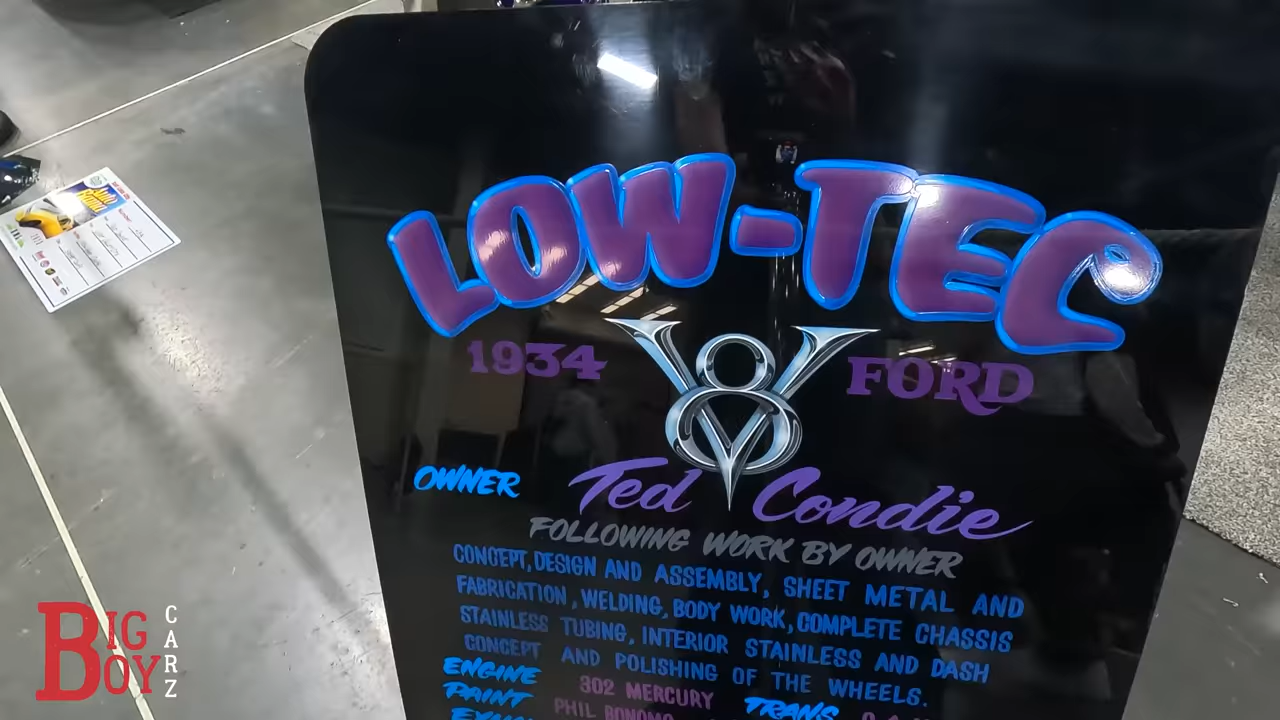 LOW-TEC
1934 V8 FORD
OWNER Ted Condie
FOLLOWING WORK BY OWNER
CONCEPT, DESIGN AND ASSEMBLY, SHEET METAL AND
FABRICATION, WELDING, BODY WORK, COMPLETE CHASSIS
STAINLESS TUBING, INTERIOR STAINLESS AND DASH
CONCEPT AND POLISHING OF THE WHEELS.
ENGINE 302 MERCURY TRANS
PAINT PHIL
BIG BOY CARZ